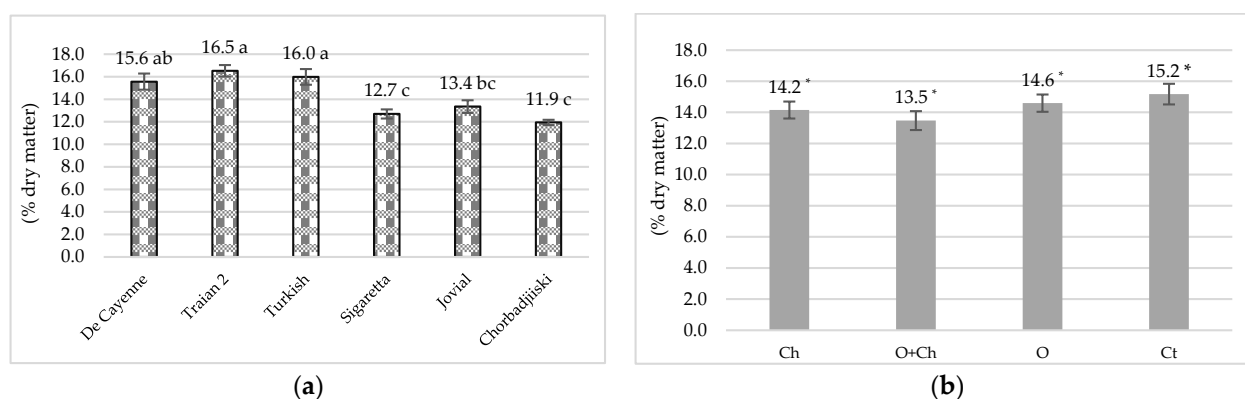 (% dry matter)
18.0
16.0
14.0
12.0
10.0
8.0
6.0
4.0
2.0
0.0
15.6 ab
16.5 a
16.0 a
12.7 c
13.4 bc
11.9 c
De Cayenne
Traian 2
Turkish
Sigaretta
Jovial
Chorbadjiiski
(a)
(% dry matter)
18.0
16.0
14.0
12.0
10.0
8.0
6.0
4.0
2.0
0.0
14.2 *
13.5 *
14.6 *
15.2 *
Ch
O+Ch
O
Ct
(b)